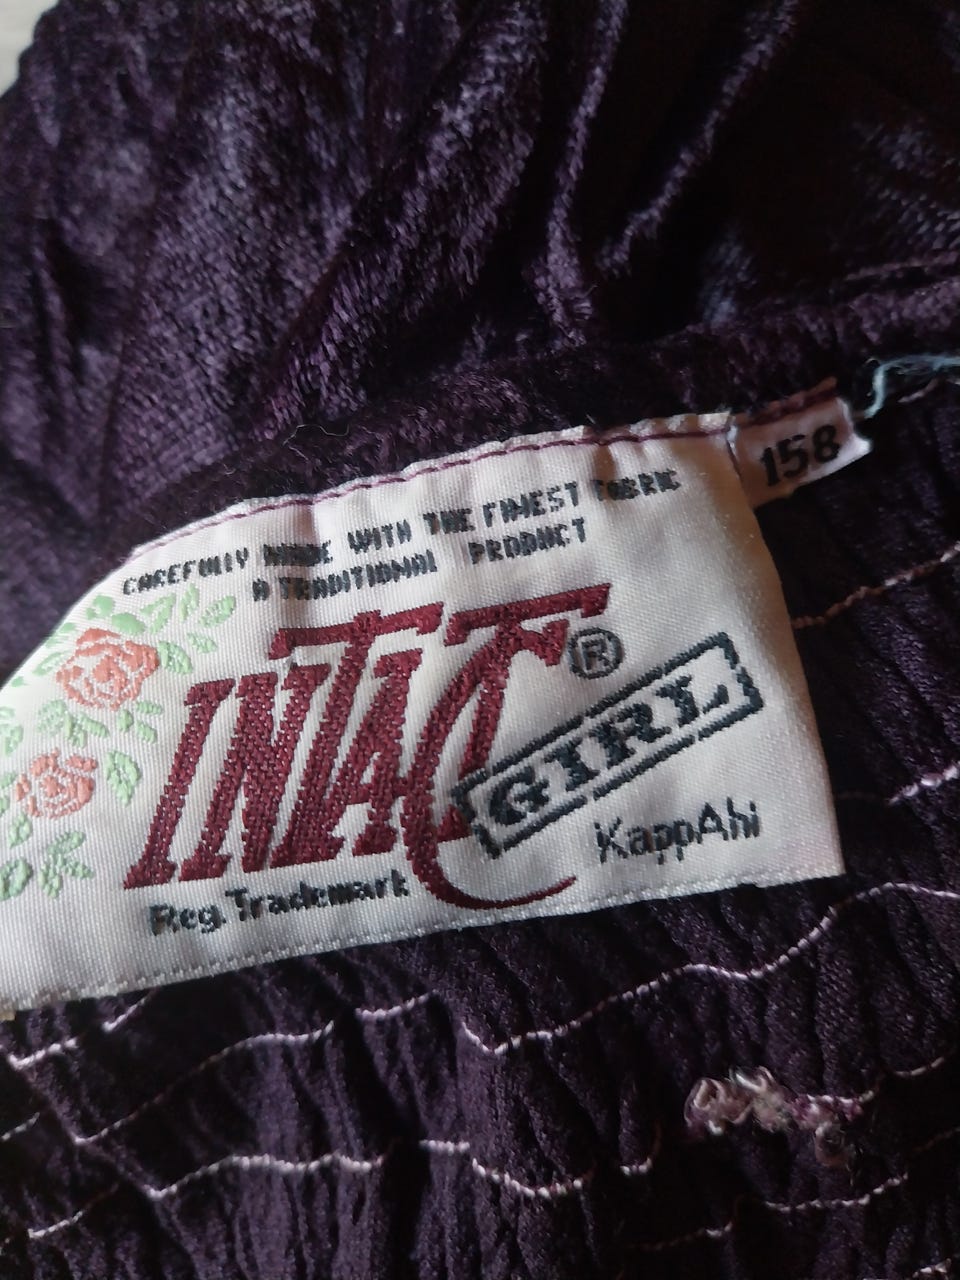 158
CAREFULLY MADE WITH THE FINEST FABRIC
A TRADITIONAL PRODUCT
INTACT ®
GIRL
KappAhl
Reg. Trademark